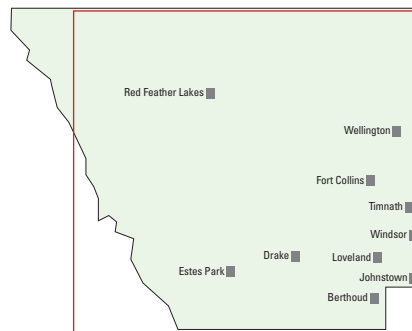 Red Feather Lakes
Wellington
Fort Collins
Timnath
Windsor
Drake
Loveland
Estes Park
Johnstown
Berthoud